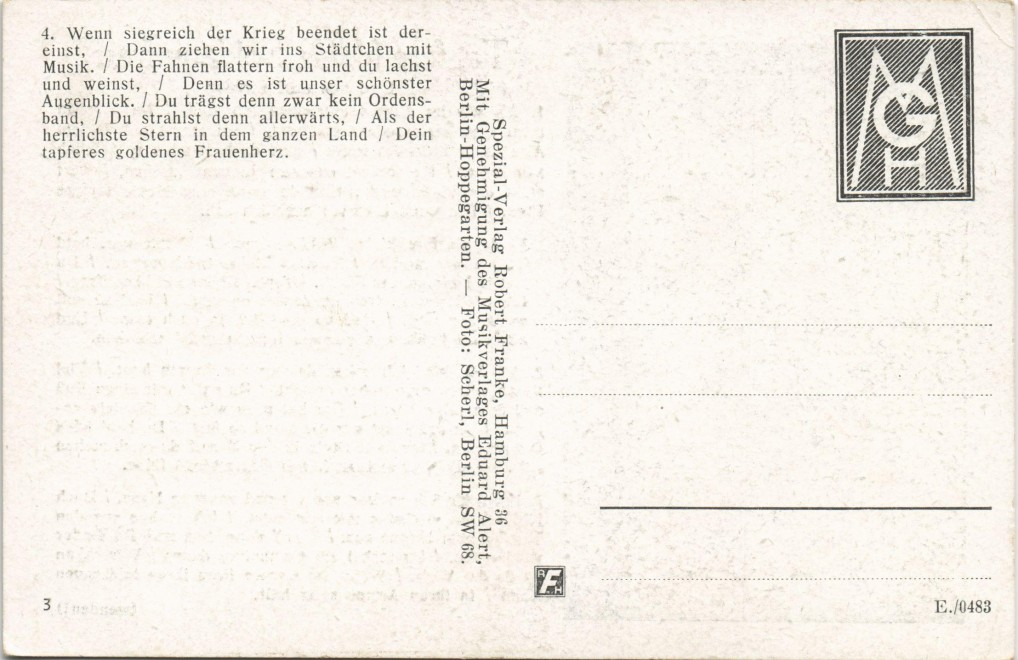 4. Wenn siegreich der Krieg beendet ist der-
einst, / Dann ziehen wir ins Städtchen mit
Musik. / Die Fahnen flattern froh und du lachst
und weinst, / Denn es ist unser schönster
Augenblick. / Du trägst denn zwar kein Ordens-
band, / Du strahlst denn allerwärts, / Als der
herrlichste Stern in dem ganzen Land / Dein
tapferes goldenes Frauenherz.
Spezial-Verlag Robert Franke, Hamburg 36
Mit Genehmigung des Musikverlages Eduard Alert,
Berlin-Hoppegarten. — Foto: Scherl, Berlin SW 68.
MGH
RFH
3
E./0483